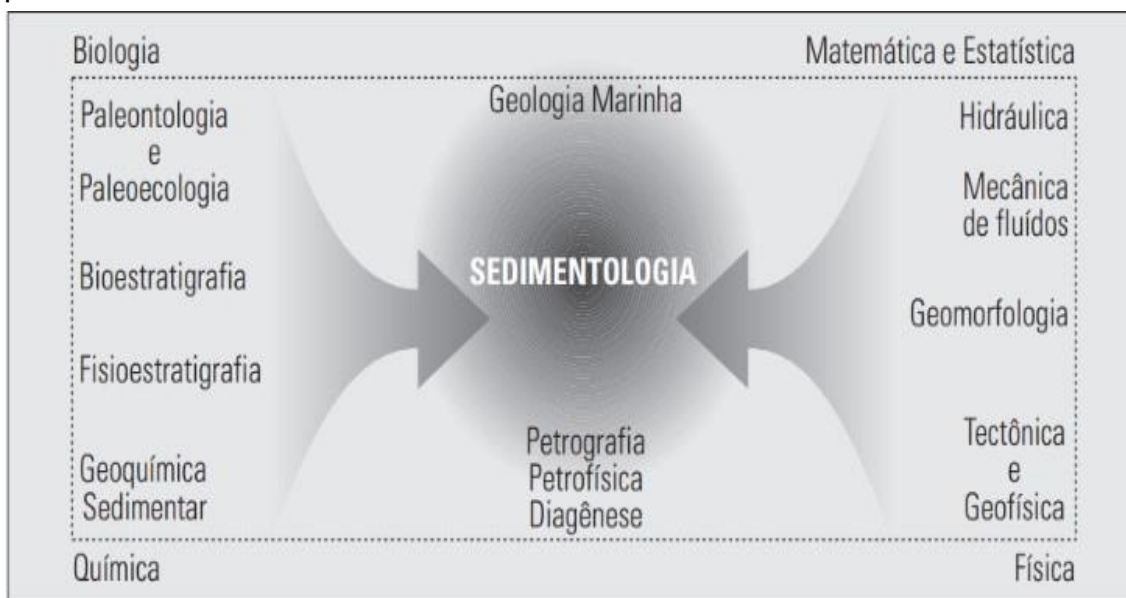 Biologia
Matemática e Estatística
Paleontologia
e
Paleoecologia
Bioestratigrafia
Fisioestratigrafia
Geoquímica
Sedimentar
Geologia Marinha
SEDIMENTOLOGIA
Petrografia
Petrofísica
Diagênese
Hidráulica
Mecânica
de fluídos
Geomorfologia
Tectônica
e
Geofísica
Química
Física